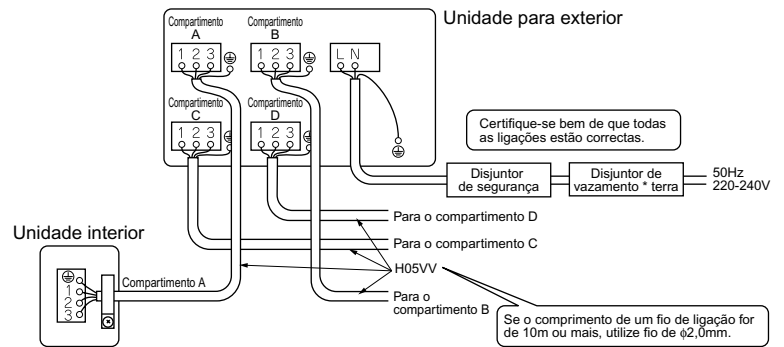 Unidade para exterior
Compartimento
A
1 2 3
Compartimento
B
1 2 3
L N
Compartimento
C
1 2 3
Compartimento
D
1 2 3
Certifique-se bem de que todas
as ligações estão correctas.
Disjuntor
de segurança
Disjuntor de
vazamento * terra
50Hz
220-240V
Para o compartimento D
Para o compartimento C
H05VV
Para o
compartimento B
Unidade interior
1
2
3
Compartimento A
Se o comprimento de um fio de ligação for
de 10m ou mais, utilize fio de ϕ2,0mm.